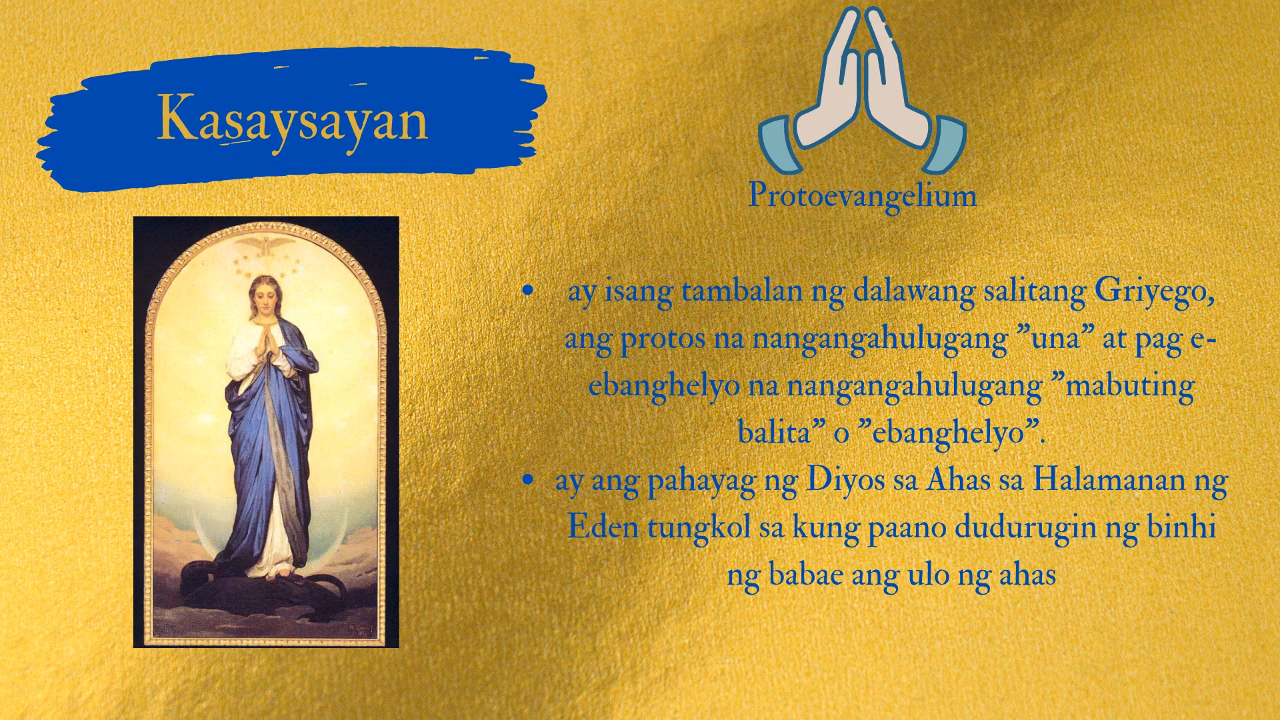 Kasaysayan
Protoevangelium
• ay isang tambalan ng dalawang salitang Griyego,
ang protos na nangangahulugang ”una” at pag e-
ebanghelyo na nangangahulugang ”mabuting
balita” o ”ebanghelyo”.
• ay ang pahayag ng Diyos sa Ahas sa Halamanan ng
Eden tungkol sa kung paano dudurugin ng binhi
ng babae ang ulo ng ahas